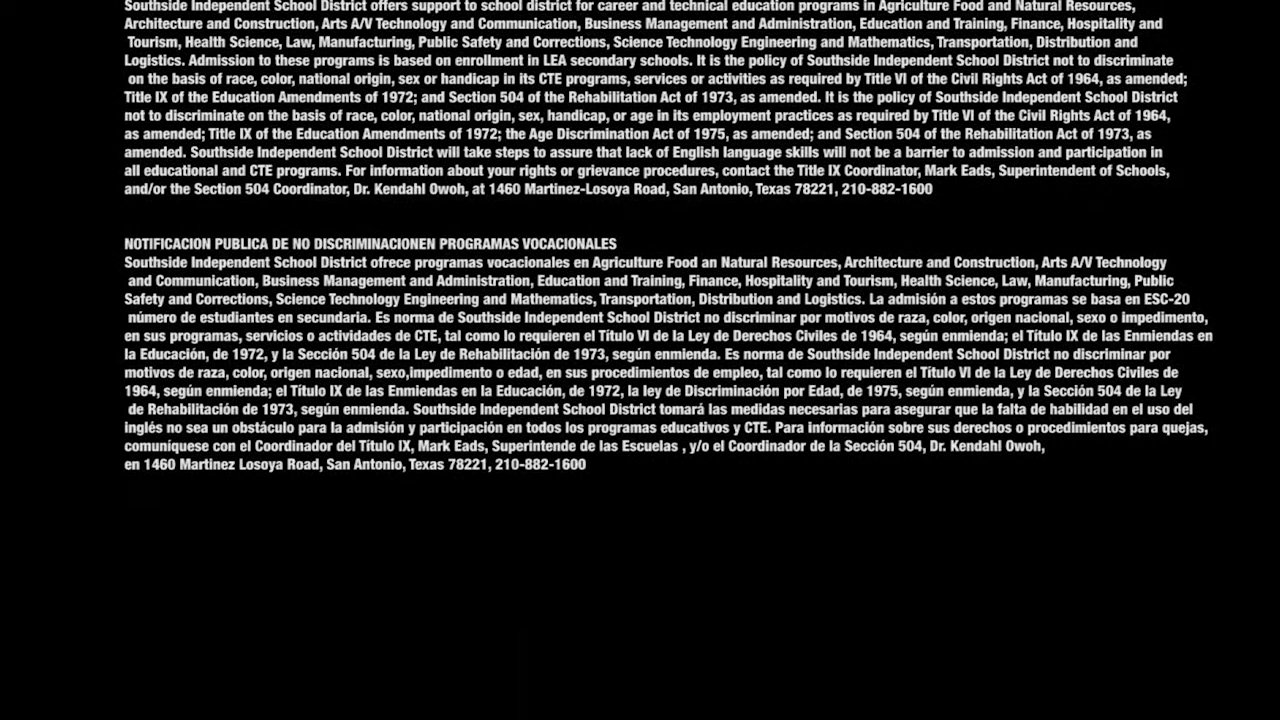 Southside Independent School District offers support to school district for career and technical education programs in Agriculture Food and Natural Resources,
Architecture and Construction, Arts A/V Technology and Communication, Business Management and Administration, Education and Training, Finance, Hospitality and
Tourism, Health Science, Law, Manufacturing, Public Safety and Corrections, Science Technology Engineering and Mathematics, Transportation, Distribution and
Logistics. Admission to these programs is based on enrollment in LEA secondary schools. It is the policy of Southside Independent School District not to discriminate
on the basis of race, color, national origin, sex or handicap in its CTE programs, services or activities as required by Title VI of the Civil Rights Act of 1964, as amended;
Title IX of the Education Amendments of 1972; and Section 504 of the Rehabilitation Act of 1973, as amended. It is the policy of Southside Independent School District
not to discriminate on the basis of race, color, national origin, sex, handicap, or age in its employment practices as required by Title VI of the Civil Rights Act of 1964,
as amended; Title IX of the Education Amendments of 1972; the Age Discrimination Act of 1975, as amended; and Section 504 of the Rehabilitation Act of 1973, as
amended. Southside Independent School District will take steps to assure that lack of English language skills will not be a barrier to admission and participation in
all educational and CTE programs. For information about your rights or grievance procedures, contact the Title IX Coordinator, Mark Eads, Superintendent of Schools,
and/or the Section 504 Coordinator, Dr. Kendahl Owoh, at 1460 Martinez-Losoya Road, San Antonio, Texas 78221, 210-882-1600
NOTIFICACION PUBLICA DE NO DISCRIMINACIONEN PROGRAMAS VOCACIONALES
Southside Independent School District ofrece programas vocacionales en Agriculture Food an Natural Resources, Architecture and Construction, Arts A/V Technology
and Communication, Business Management and Administration, Education and Training, Finance, Hospitality and Tourism, Health Science, Law, Manufacturing, Public
Safety and Corrections, Science Technology Engineering and Mathematics, Transportation, Distribution and Logistics. La admisión a estos programas se basa en ESC-20
número de estudiantes en secundaria. Es norma de Southside Independent School District no discriminar por motivos de raza, color, origen nacional, sexo o impedimento,
en sus programas, servicios o actividades de CTE, tal como lo requieren el Título VI de la Ley de Derechos Civiles de 1964, según enmienda; el Título IX de las Enmiendas en
la Educación, de 1972, y la Sección 504 de la Ley de Rehabilitación de 1973, según enmienda. Es norma de Southside Independent School District no discriminar por
motivos de raza, color, origen nacional, sexo,impedimento o edad, en sus procedimientos de empleo, tal como lo requieren el Título VI de la Ley de Derechos Civiles de
1964, según enmienda; el Título IX de las Enmiendas en la Educación, de 1972, la ley de Discriminación por Edad, de 1975, según enmienda, y la Sección 504 de la Ley
de Rehabilitación de 1973, según enmienda. Southside Independent School District tomará las medidas necesarias para asegurar que la falta de habilidad en el uso del
inglés no sea un obstáculo para la admisión y participación en todos los programas educativos y CTE. Para información sobre sus derechos o procedimientos para quejas,
comuníquese con el Coordinador del Título IX, Mark Eads, Superintende de las Escuelas , y/o el Coordinador de la Sección 504, Dr. Kendahl Owoh,
en 1460 Martinez Losoya Road, San Antonio, Texas 78221, 210-882-1600